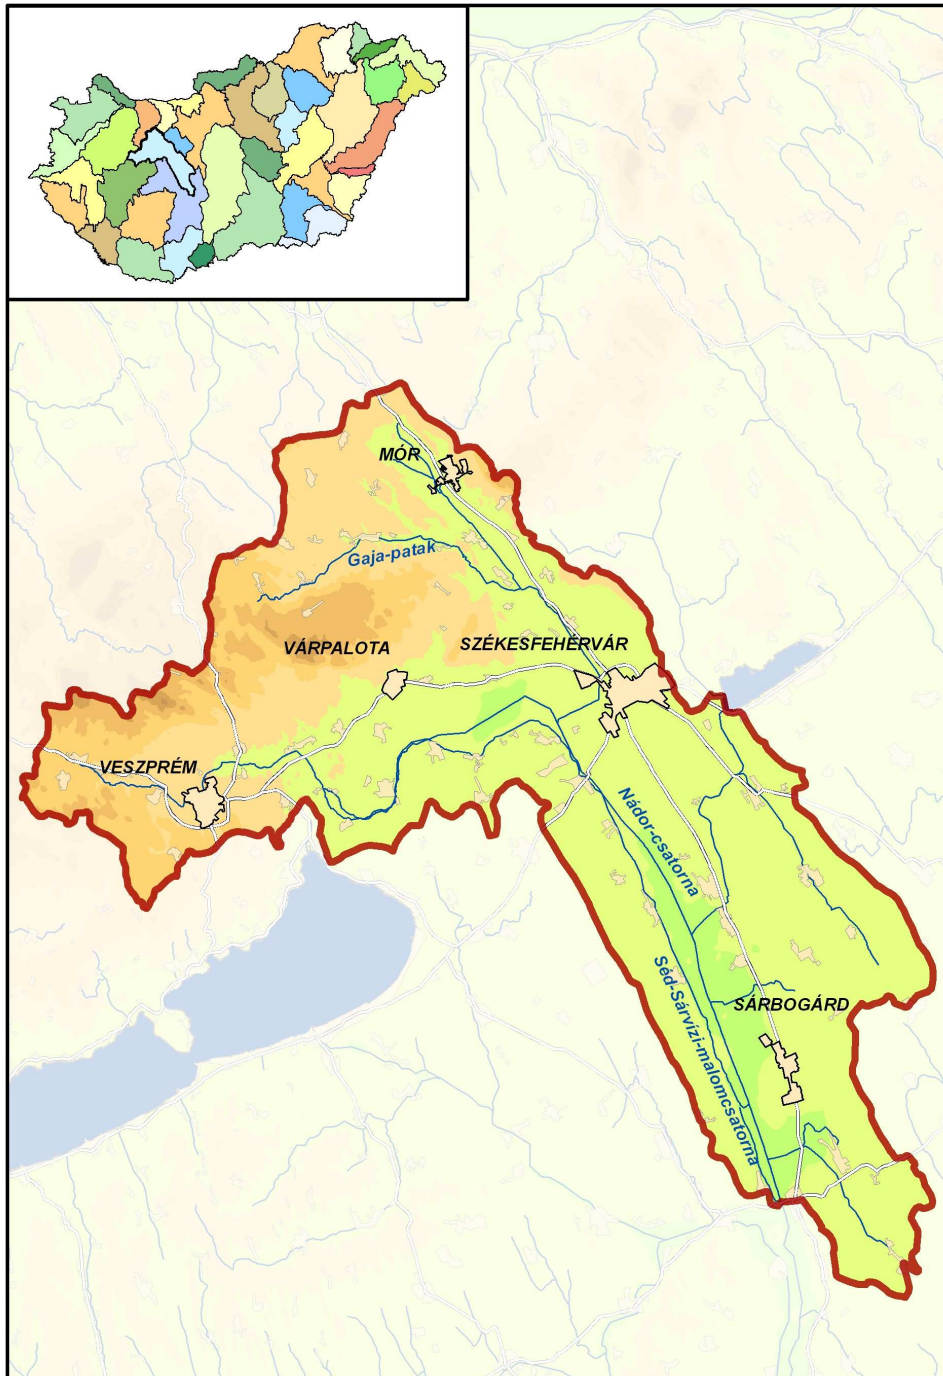 MÓR
Gaja-patak
VÁRPALOTA
SZÉKESFEHÉRVÁR
VESZPRÉM
Nádor-csatorna
Séd-Sárvízi-malomcsatorna
SÁRBOGÁRD